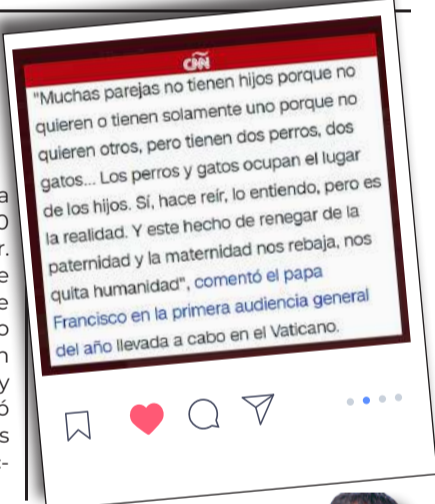 CNN
"Muchas parejas no tienen hijos porque no
quieren o tienen solamente uno porque no
quieren otros, pero tienen dos perros, dos
gatos... Los perros y gatos ocupan el lugar
de los hijos. Sí, hace reír, lo entiendo, pero es
la realidad. Y este hecho de renegar de la
paternidad y la maternidad nos rebaja, nos
quita humanidad", comentó el papa
Francisco en la primera audiencia general
del año llevada a cabo en el Vaticano.